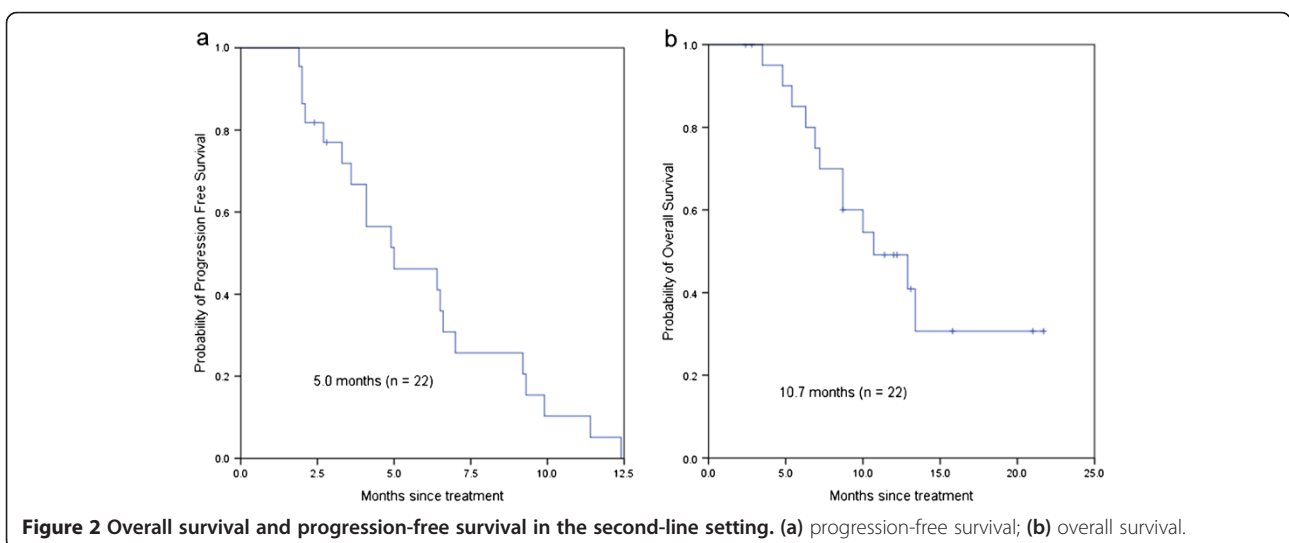 a
1.0
0.8
0.6
0.4
0.2
0.0
Probability of Progression Free Survival
5.0 months (n = 22)
0.0 2.5 5.0 7.5 10.0 12.5
Months since treatment
b
1.0
0.8
0.6
0.4
0.2
0.0
Probability of Overall Survival
10.7 months (n = 22)
0.0 5.0 10.0 15.0 20.0 25.0
Months since treatment
Figure 2 Overall survival and progression-free survival in the second-line setting. (a) progression-free survival; (b) overall survival.